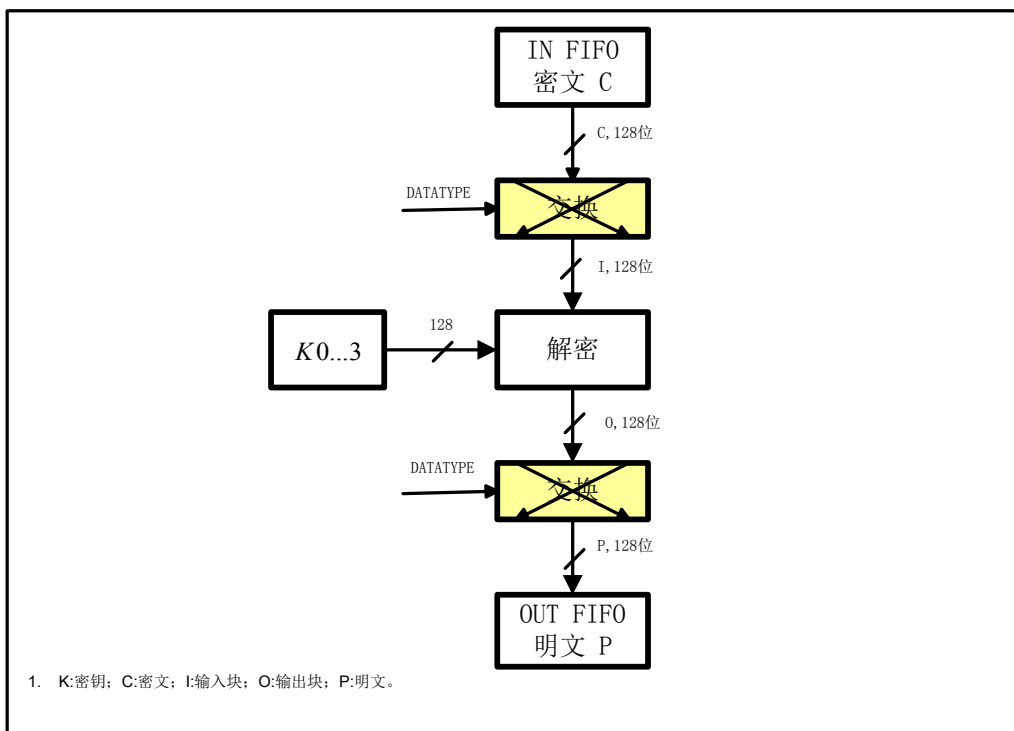 IN FIFO
密文 C
C,128位
DATATYPE
交换
I,128位
128
K0...3
解密
O,128位
DATATYPE
交换
P,128位
OUT FIFO
明文 P
1. K:密钥；C:密文；I:输入块；O:输出块；P:明文。